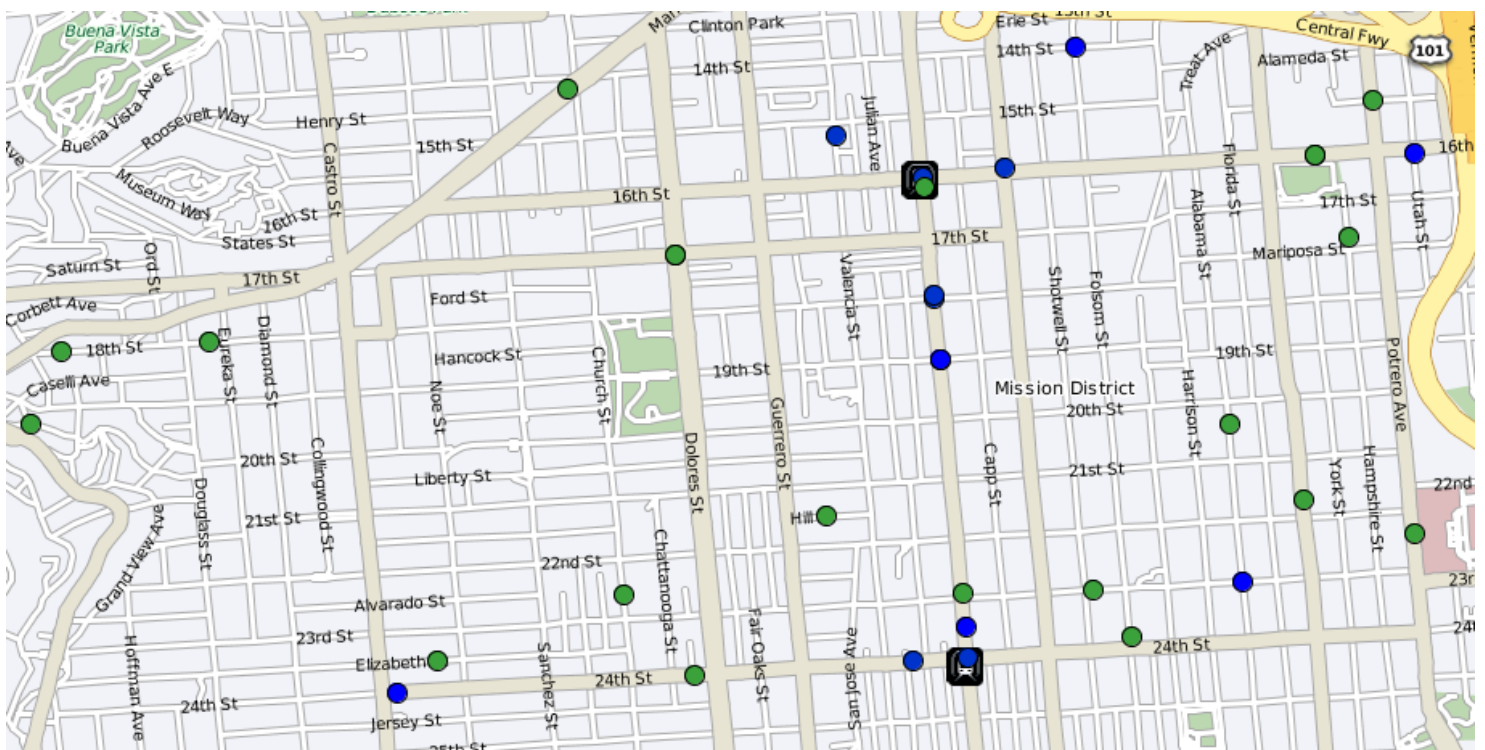 Buena Vista
Park
Clinton Park
Erie St
15th St
Central Fwy
101
14th St
14th St
Treat Ave
Alameda St
Buena Vista Ave E
Roosevelt Way
Henry St
15th St
Julian Ave
15th St
16th
Ave
Castro St
Museum Way
16th St
16th St
Florida St
Alabama St
17th St
Utah St
States St
17th St
Mariposa St
Saturn St
Ord St
17th St
Corbett Ave
Ford St
Valencia St
Shotwell St
Folsom St
18th St
Eureka St
Diamond St
Hancock St
Church St
19th St
19th St
Potrero Ave
Caselli Ave
Noe St
Guerrero St
Mission District
20th St
Harrison St
20th St
Collingwood St
Liberty St
Dolores St
Capp St
21st St
York St
Hampshire St
22nd
Douglass St
21st St
Hill
Grand View Ave
22nd St
Chattanooga St
23r
Alvarado St
Fair Oaks St
23rd St
Hoffman Ave
Elizabeth
Sanchez St
San Jose Ave
24th St
24t
24th St
24th St
Jersey St
25th St